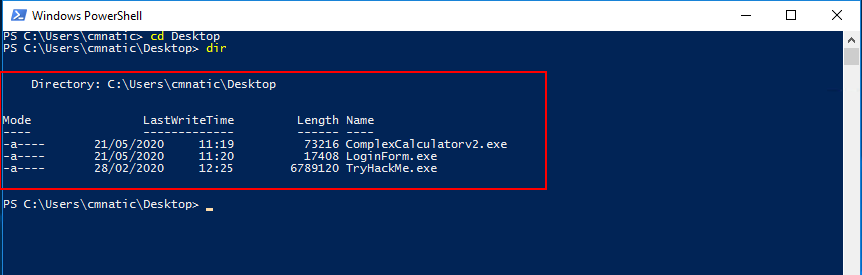 Windows PowerShell
PS C:\Users\cmnatic> cd Desktop
PS C:\Users\cmnatic\Desktop> dir
Directory: C:\Users\cmnatic\Desktop
Mode LastWriteTime Length Name
---- ------------- ------ ----
-a---- 21/05/2020 11:19 73216 ComplexCalculatorv2.exe
-a---- 21/05/2020 11:20 17408 LoginForm.exe
-a---- 28/02/2020 12:25 6789120 TryHackMe.exe
PS C:\Users\cmnatic\Desktop> _